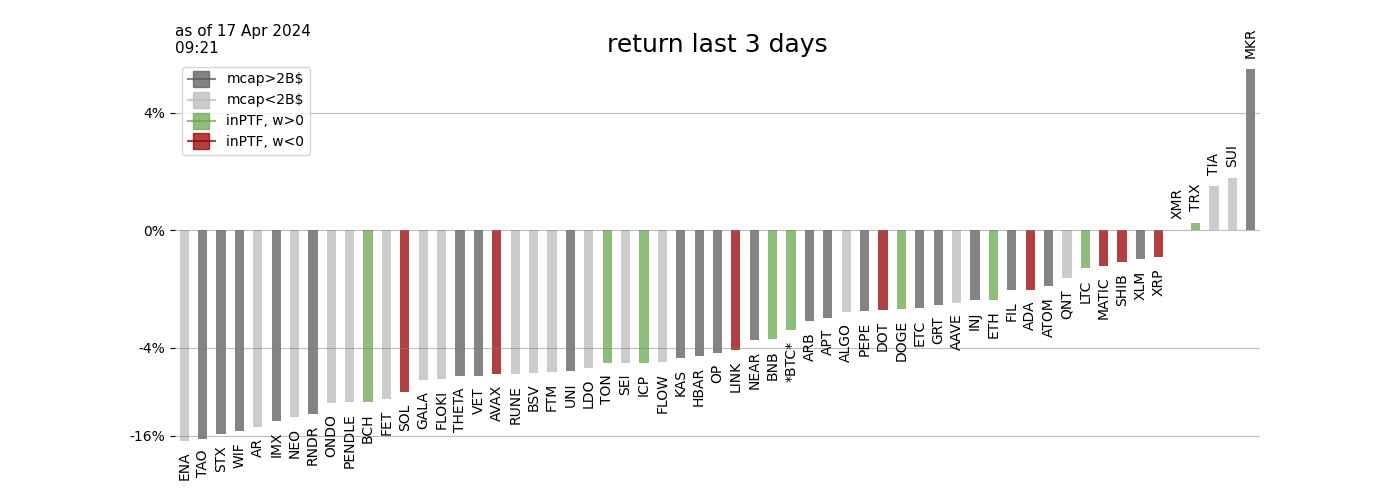 as of 17 Apr 2024
09:21
return last 3 days
mcap>2B$
mcap<2B$
inPTF, w>0
inPTF, w<0
4%
0%
-4%
-16%
ENA
TAO
STX
WIF
AR
IMX
NEO
RNDR
ONDO
PENDLE
BCH
FET
SOL
GALA
FLOKI
THETA
VET
AVAX
RUNE
BSV
FTM
UNI
LDO
TON
SEI
ICP
FLOW
KAS
HBAR
OP
LINK
NEAR
BNB
*BTC*
ARB
APT
ALGO
PEPE
DOT
DOGE
ETC
GRT
AAVE
INJ
ETH
FIL
ADA
ATOM
QNT
LTC
MATIC
SHIB
XLM
XRP
XMR
TRX
TIA
SUI
MKR